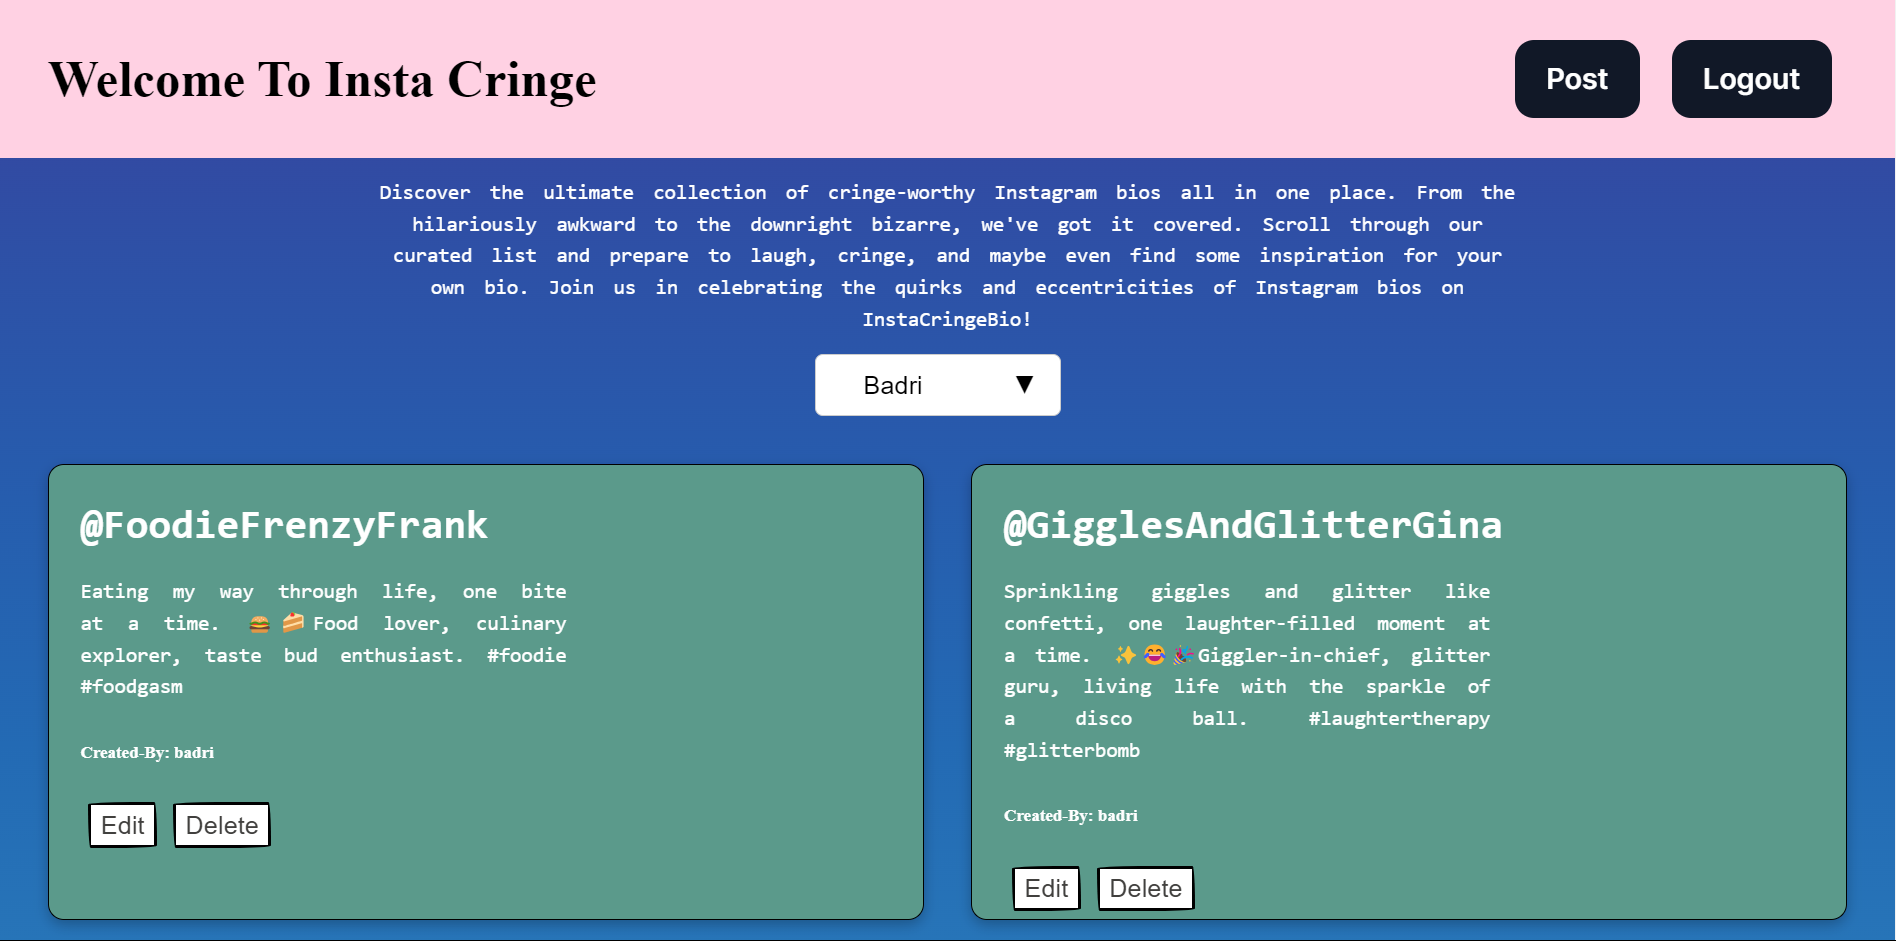 Welcome To Insta Cringe
Post
Logout
Discover the ultimate collection of cringe-worthy Instagram bios all in one place. From the
hilariously awkward to the downright bizarre, we've got it covered. Scroll through our
curated list and prepare to laugh, cringe, and maybe even find some inspiration for your
own bio. Join us in celebrating the quirks and eccentricities of Instagram bios on
InstaCringeBio!
Badri ▼
@FoodieFrenzyFrank
Eating my way through life, one bite
at a time. 🍔🍰Food lover, culinary
explorer, taste bud enthusiast. #foodie
#foodgasm
Created-By: badri
Edit
Delete
@GigglesAndGlitterGina
Sprinkling giggles and glitter like
confetti, one laughter-filled moment at
a time. ✨😂🎉Giggler-in-chief, glitter
guru, living life with the sparkle of
a disco ball. #laughtertherapy
#glitterbomb
Created-By: badri
Edit
Delete